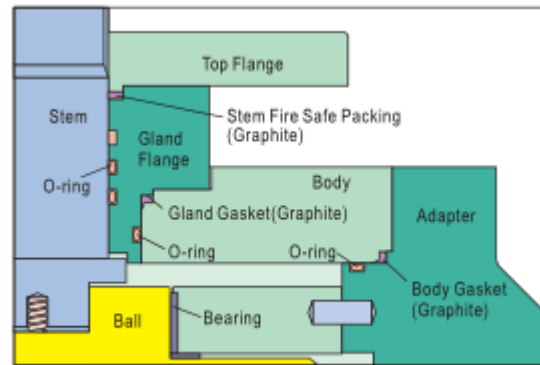 Top Flange
Stem
Stem Fire Safe Packing
(Graphite)
Gland
Flange
O-ring
Body
Gland Gasket(Graphite)
Adapter
O-ring
O-ring
Body Gasket
(Graphite)
Ball
Bearing